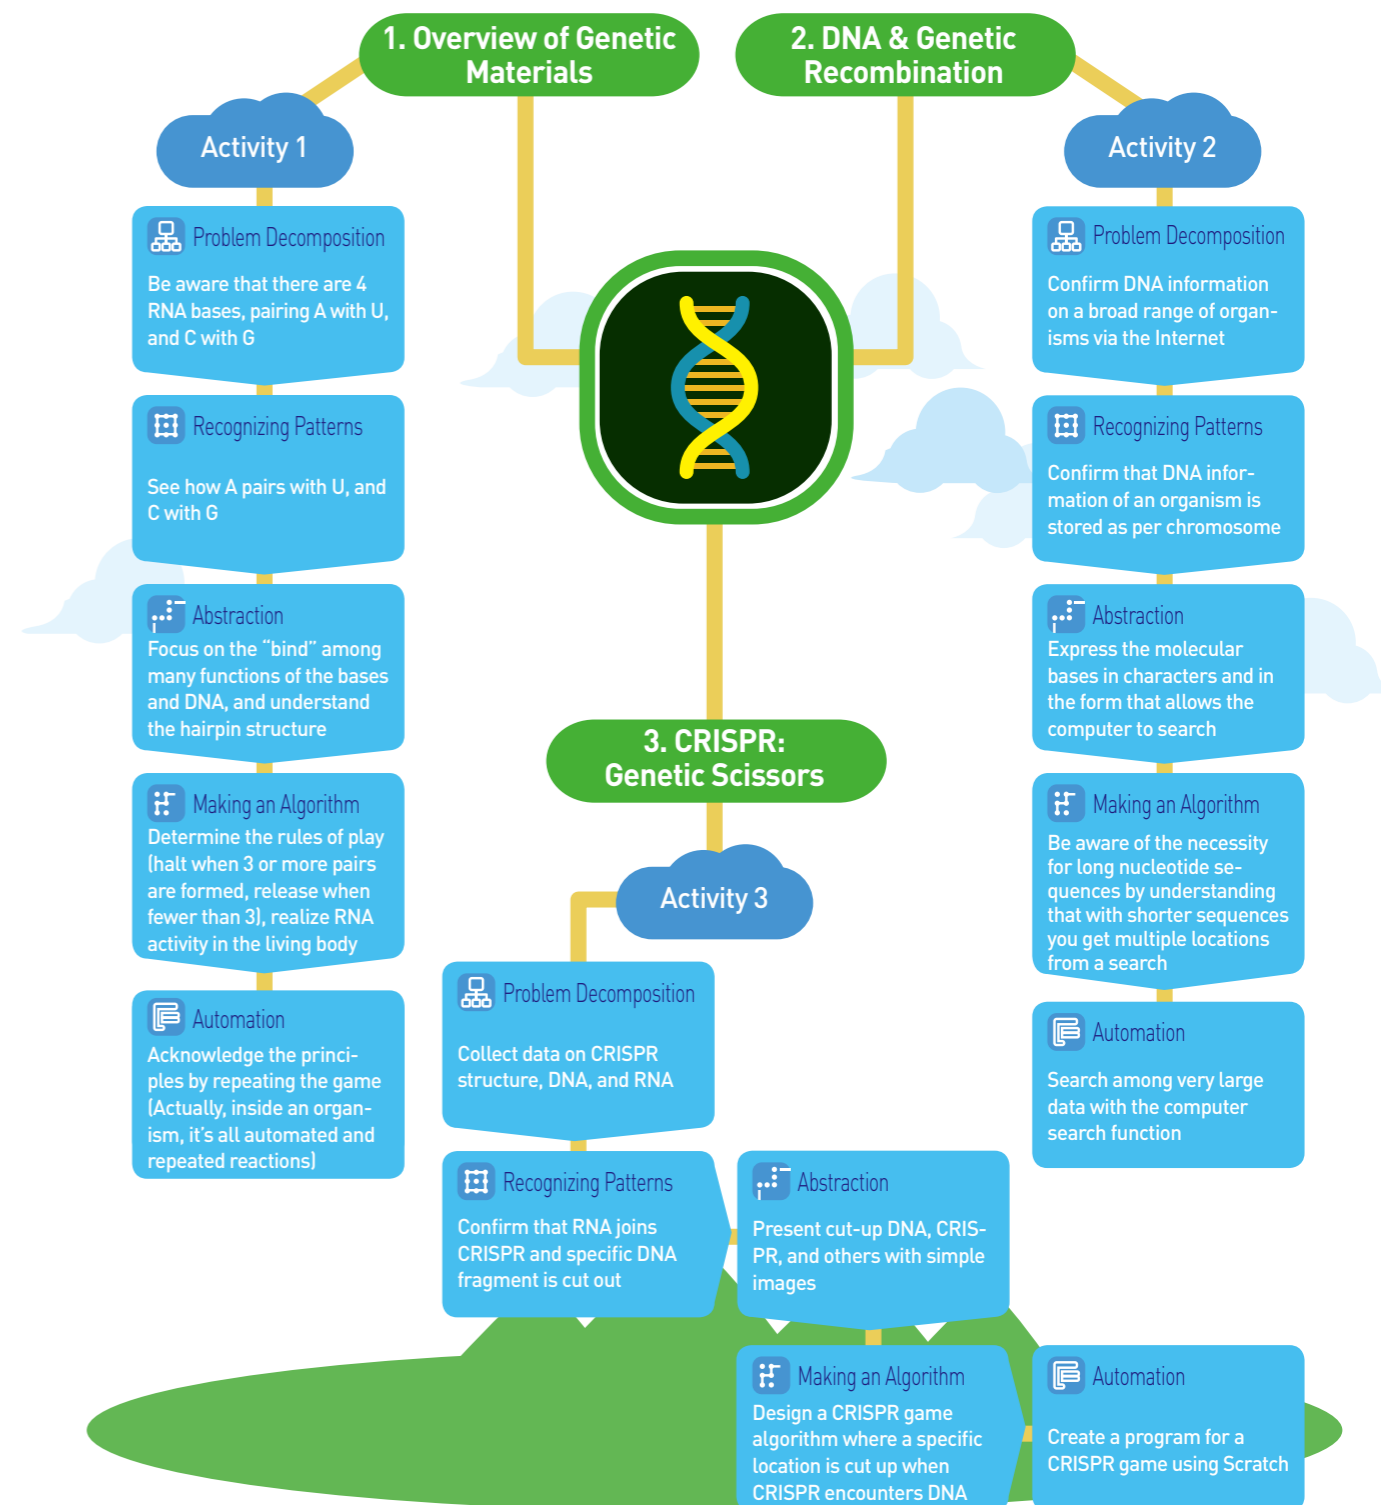 1. Overview of Genetic
Materials
2. DNA & Genetic
Recombination
Activity 1
Problem Decomposition
Be aware that there are 4
RNA bases, pairing A with U,
and C with G
Recognizing Patterns
See how A pairs with U, and
C with G
Abstraction
Focus on the “bind” among
many functions of the bases
and DNA, and understand
the hairpin structure
Making an Algorithm
Determine the rules of play
(halt when 3 or more pairs
are formed, release when
fewer than 3), realize RNA
activity in the living body
Automation
Acknowledge the princi-
ples by repeating the game
(Actually, inside an organ-
ism, it's all automated and
repeated reactions)
Activity 2
Problem Decomposition
Confirm DNA information
on a broad range of organ-
isms via the Internet
Recognizing Patterns
Confirm that DNA infor-
mation of an organism is
stored as per chromosome
Abstraction
Express the molecular
bases in characters and in
the form that allows the
computer to search
Making an Algorithm
Be aware of the necessity
for long nucleotide se-
quences by understanding
that with shorter sequences
you get multiple locations
from a search
Automation
Search among very large
data with the computer
search function
3. CRISPR:
Genetic Scissors
Activity 3
Problem Decomposition
Collect data on CRISPR
structure, DNA, and RNA
Recognizing Patterns
Confirm that RNA joins
CRISPR and specific DNA
fragment is cut out
Abstraction
Present cut-up DNA, CRIS-
PR, and others with simple
images
Making an Algorithm
Design a CRISPR game
algorithm where a specific
location is cut up when
CRISPR encounters DNA
Automation
Create a program for a
CRISPR game using Scratch